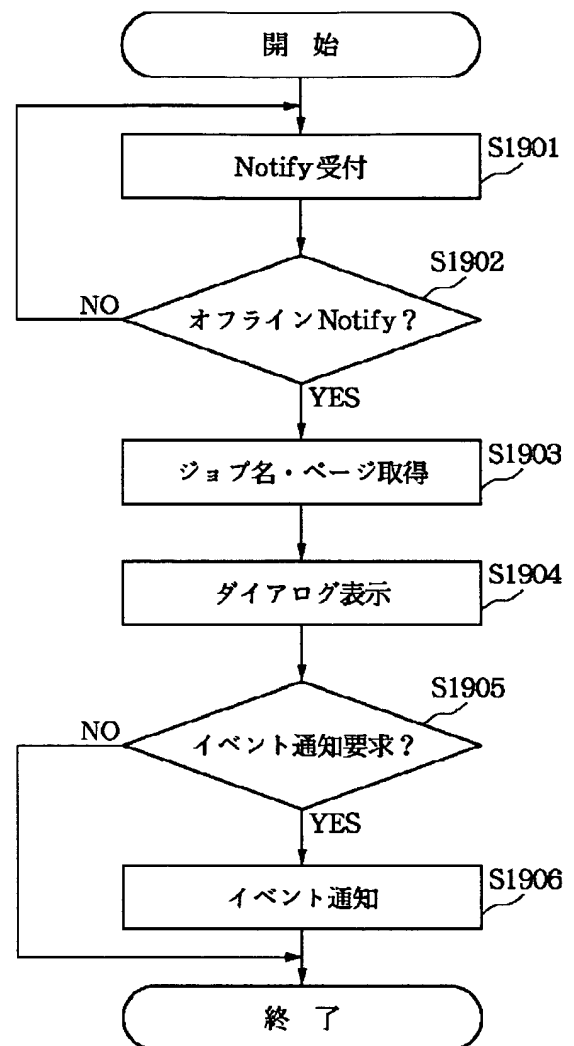 開 始
Notify受付
S1901
オフラインNotify?
S1902
NO
YES
ジョブ名・ページ取得
S1903
ダイアログ表示
S1904
イベント通知要求?
S1905
NO
YES
イベント通知
S1906
終 了